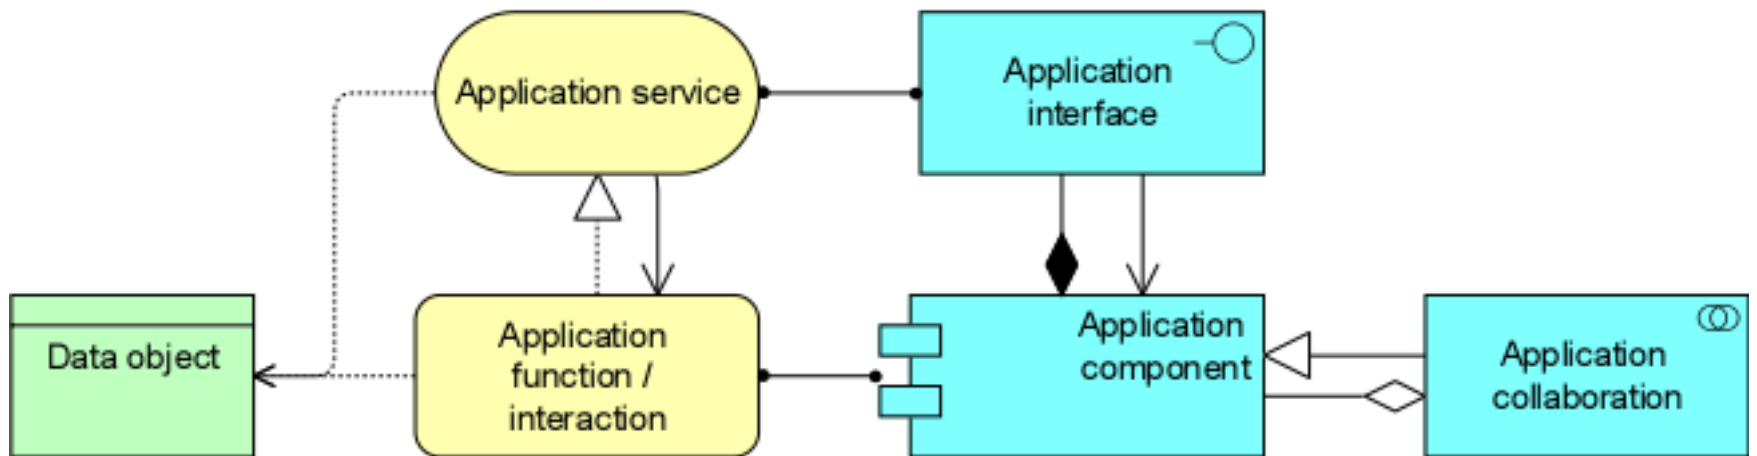 Application service
Application
interface
Data object
Application
function /
interaction
Application
component
Application
collaboration